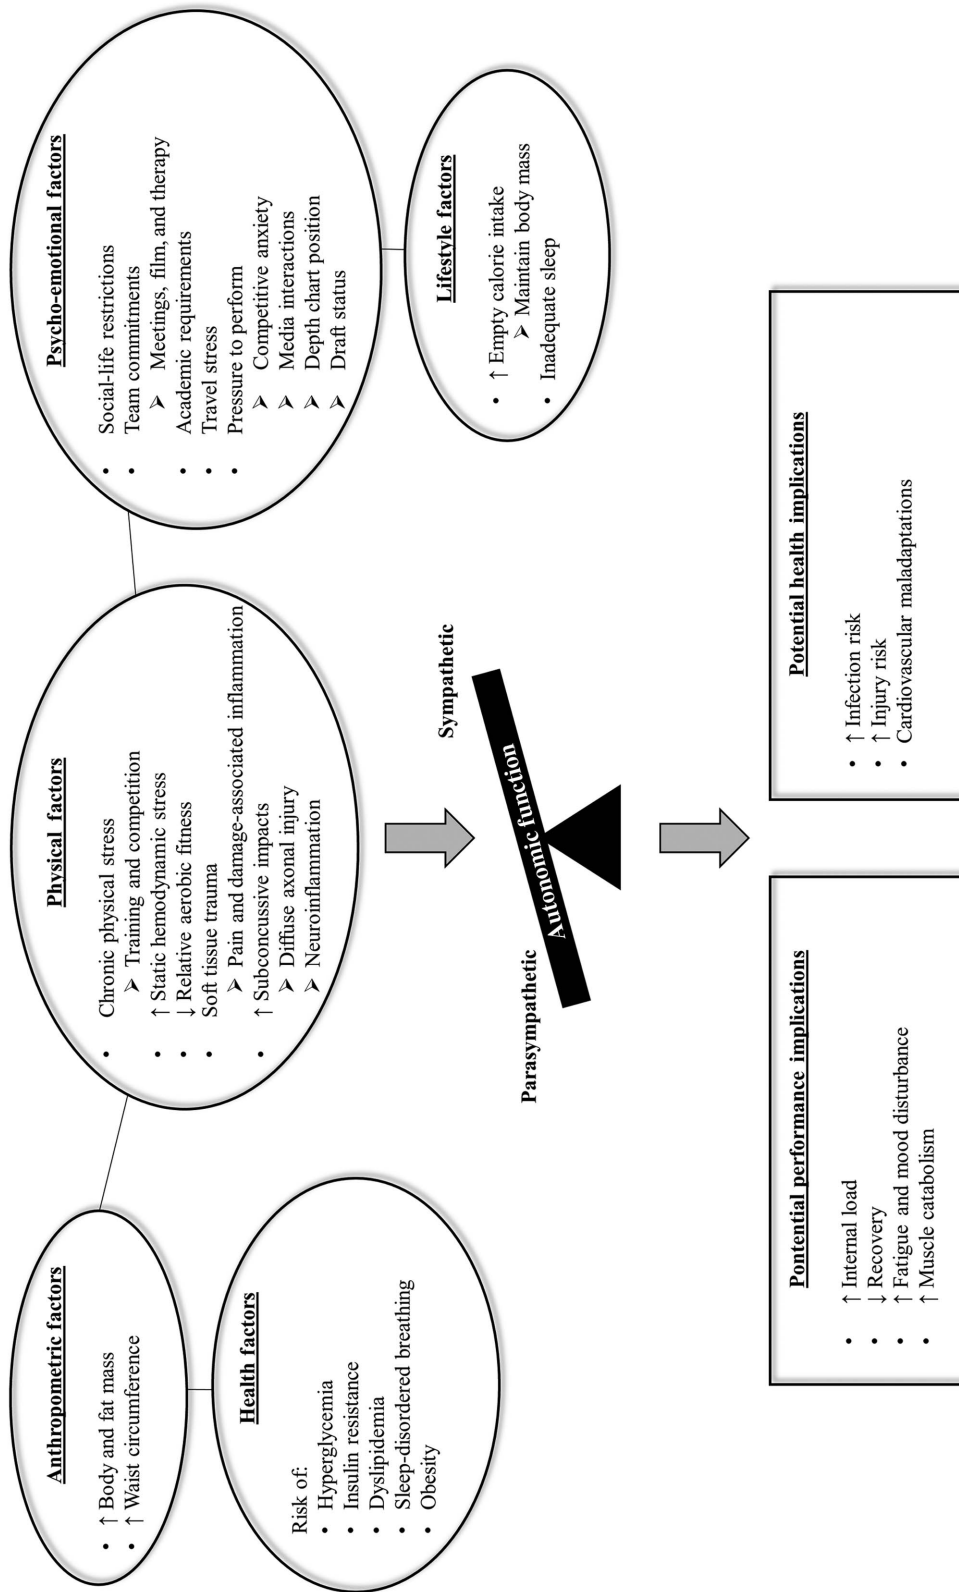 Anthropometric factors
• ↑ Body and fat mass
• ↑ Waist circumference
Health factors
Risk of:
• Hyperglycemia
• Insulin resistance
• Dyslipidemia
• Sleep-disordered breathing
• Obesity
Physical factors
• Chronic physical stress
➢ Training and competition
• ↑ Static hemodynamic stress
• ↓ Relative aerobic fitness
• Soft tissue trauma
➢ Pain and damage-associated inflammation
• ↑ Subconcussive impacts
➢ Diffuse axonal injury
➢ Neuroinflammation
Psycho-emotional factors
• Social-life restrictions
• Team commitments
➢ Meetings, film, and therapy
• Academic requirements
• Travel stress
• Pressure to perform
➢ Competitive anxiety
➢ Media interactions
➢ Depth chart position
➢ Draft status
Lifestyle factors
• ↑ Empty calorie intake
➢ Maintain body mass
• Inadequate sleep
Parasympathetic
Autonomic function
Sympathetic
Pontential performance implications
• ↑ Internal load
• ↓ Recovery
• ↑ Fatigue and mood disturbance
• ↑ Muscle catabolism
Potential health implications
• ↑ Infection risk
• ↑ Injury risk
• Cardiovascular maladaptations